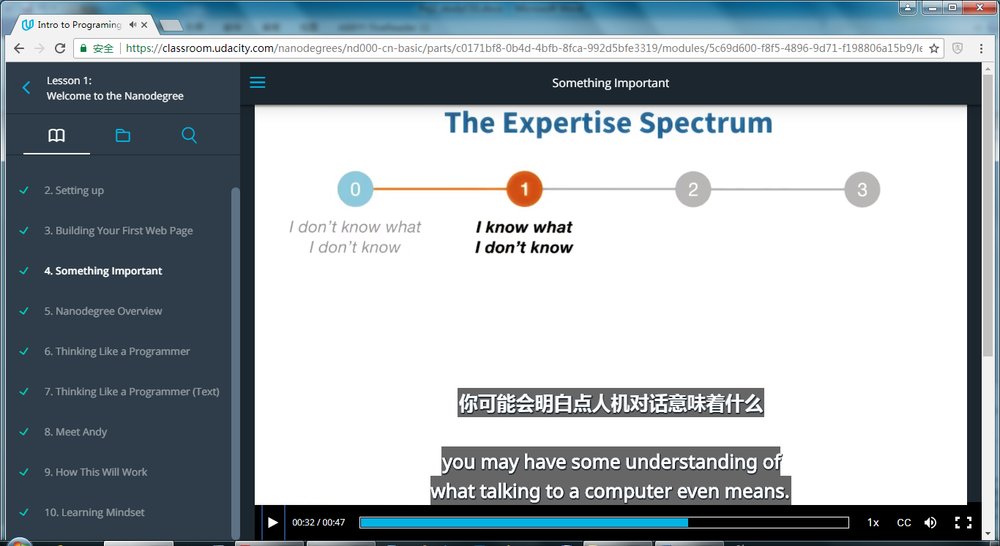 Intro to Programing
安全
https://classroom.udacity.com/nanodegrees/nd000-cn-basic/parts/c0171bf8-0b4d-4bfb-8fca-992d5bfe3319/modules/5c69d600-f8f5-4896-9d71-f198806a15b9/le
Lesson 1:
Welcome to the Nanodegree
Something Important
2. Setting up
3. Building Your First Web Page
4. Something Important
5. Nanodegree Overview
6. Thinking Like a Programmer
7. Thinking Like a Programmer (Text)
8. Meet Andy
9. How This Will Work
10. Learning Mindset
The Expertise Spectrum
0 1 2 3
I don't know what
I don't know
I know what
I don't know
你可能会明白点人机对话意味着什么
you may have some understanding of
what talking to a computer even means.
00:32 / 00:47
1x CC